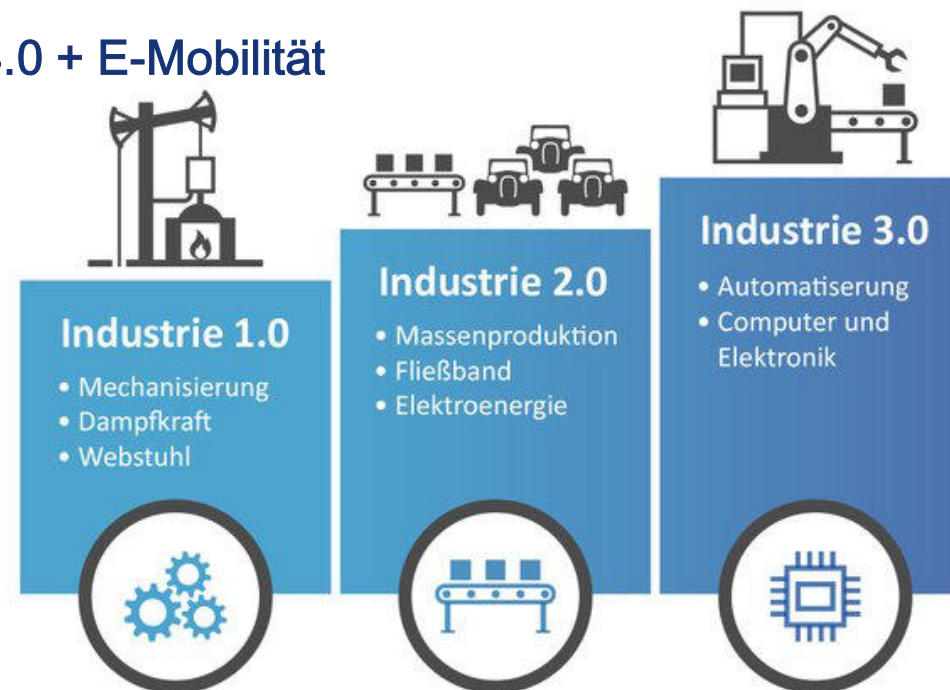 .0 + E-Mobilität
Industrie 1.0
• Mechanisierung
• Dampfkraft
• Webstuhl
Industrie 2.0
• Massenproduktion
• Fließband
• Elektroenergie
Industrie 3.0
• Automatiserung
• Computer und
Elektronik